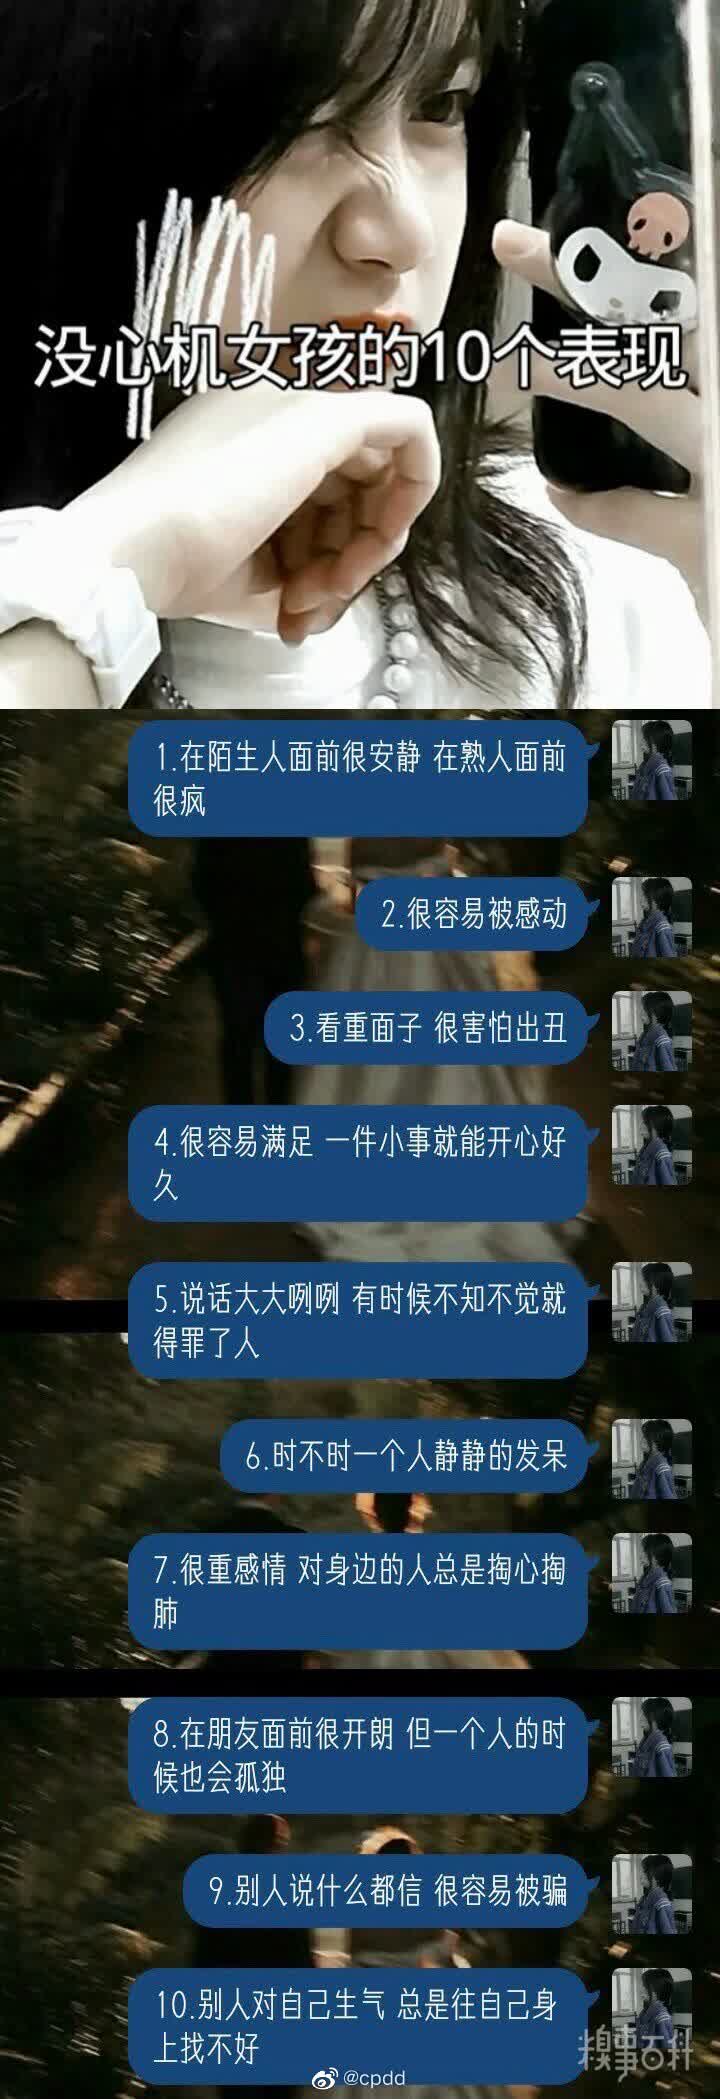 没心机女孩的10个表现
1.在陌生人面前很安静 在熟人面前
很疯
2.很容易被感动
3.看重面子 很害怕出丑
4.很容易满足 一件小事就能开心好
久
5.说话大大咧咧 有时候不知不觉就
得罪了人
6.时不时一个人静静的发呆
7.很重感情 对身边的人总是掏心掏
肺
8.在朋友面前很开朗 但一个人的时
候也会孤独
9.别人说什么都信 很容易被骗
10.别人对自己生气 总是往自己身
上找不好
糗事百科
@cpdd